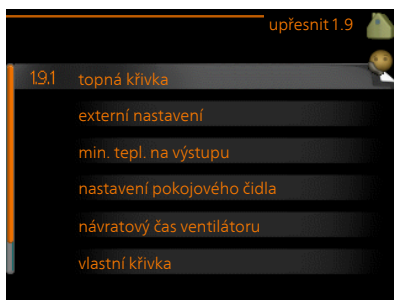 upřesnit 1.9
1.9.1 topná křivka
externí nastavení
min. tepl. na výstupu
nastavení pokojového čidla
návratový čas ventilátoru
vlastní křivka